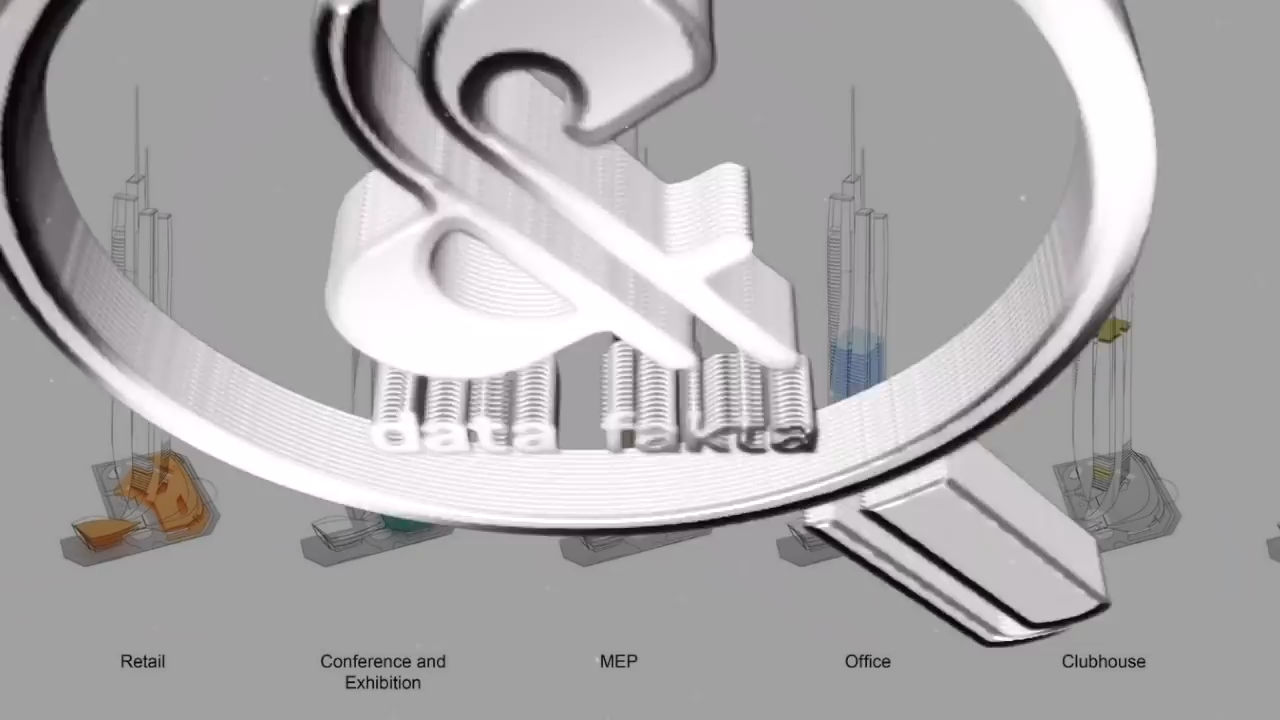 &
data fakta
Retail
Conference and
Exhibition
MEP
Office
Clubhouse